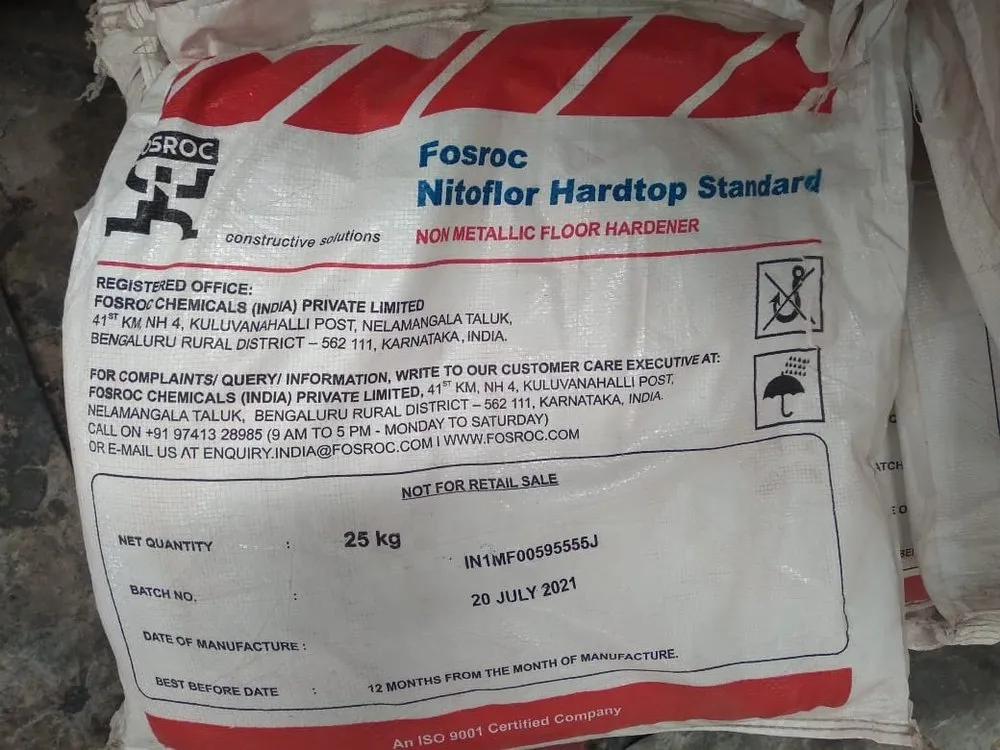 FOSROC
Fosroc
Nitoflor Hardtop Standard
constructive solutions
NON METALLIC FLOOR HARDENER
REGISTERED OFFICE:
FOSROC CHEMICALS (INDIA) PRIVATE LIMITED
41ST KM, NH 4, KULUVANAHALLI POST, NELAMANGALA TALUK,
BENGALURU RURAL DISTRICT – 562 111, KARNATAKA, INDIA.
FOR COMPLAINTS/ QUERY/ INFORMATION, WRITE TO OUR CUSTOMER CARE EXECUTIVE AT:
FOSROC CHEMICALS (INDIA) PRIVATE LIMITED, 41ST KM, NH 4, KULUVANAHALLI POST,
NELAMANGALA TALUK, BENGALURU RURAL DISTRICT – 562 111, KARNATAKA, INDIA.
CALL ON +91 97413 28985 (9 AM TO 5 PM - MONDAY TO SATURDAY)
OR E-MAIL US AT ENQUIRY.INDIA@FOSROC.COM I WWW.FOSROC.COM
NOT FOR RETAIL SALE
NET QUANTITY : 25 kg
IN1MF00595555J
BATCH NO. :
20 JULY 2021
DATE OF MANUFACTURE :
BEST BEFORE DATE : 12 MONTHS FROM THE MONTH OF MANUFACTURE.
An ISO 9001 Certified Company